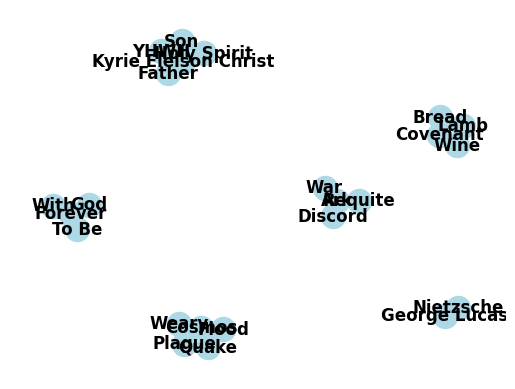 Son
YHWH
Holy Spirit
Kyrie Eleison Christ
Father
Bread
Lamb
Covenant
Wine
War
Ark
Requite
Discord
With
God
Forever
To Be
Weary
Cosmos
Flood
Plague
Quake
Nietzsche
George Lucas